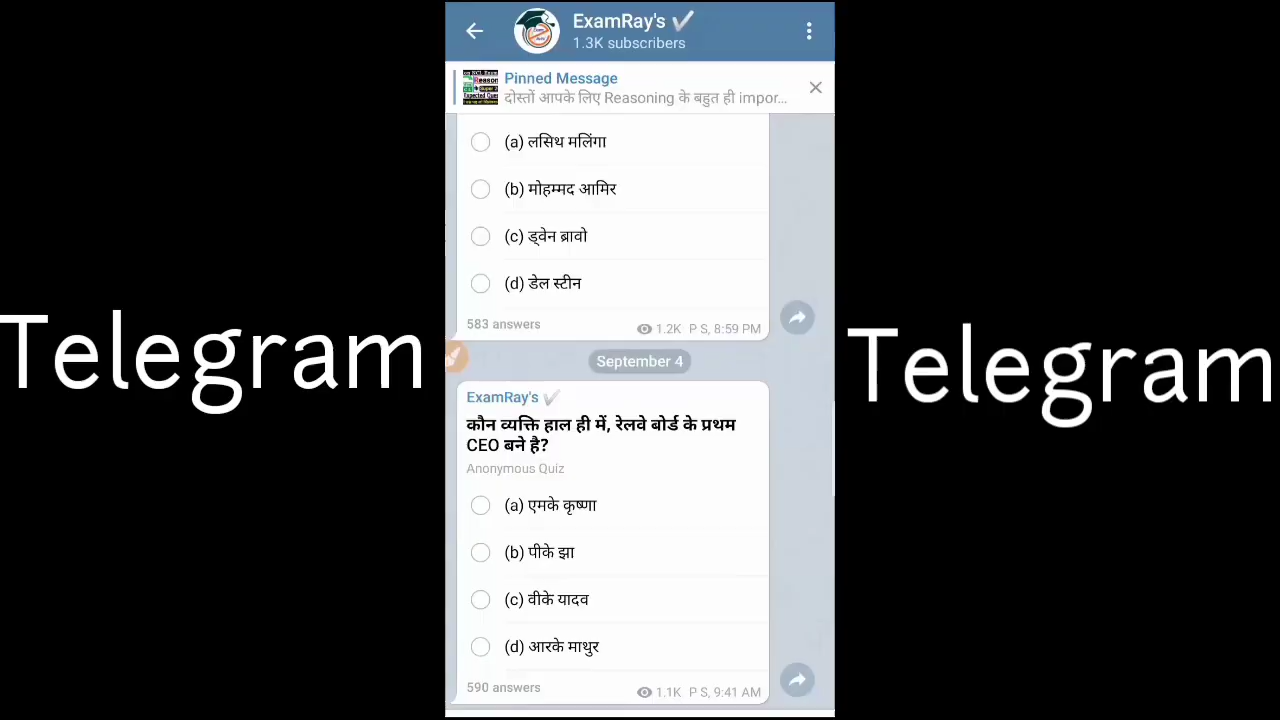 ExamRay's
1.3K subscribers
Pinned Message
दोस्तों आपके लिए Reasoning के बहुत ही impor...
(a) लसिथ मलिंगा
(b) मोहम्मद आमिर
(c) ड्वेन ब्रावो
(d) डेल स्टीन
583 answers
1.2K P S, 8:59 PM
Telegram
Telegram
September 4
ExamRay's
कौन व्यक्ति हाल ही में, रेलवे बोर्ड के प्रथम
CEO बने है?
Anonymous Quiz
(a) एमके कृष्णा
(b) पीके झा
(c) वीके यादव
(d) आरके माथुर
590 answers
1.1K P S, 9:41 AM